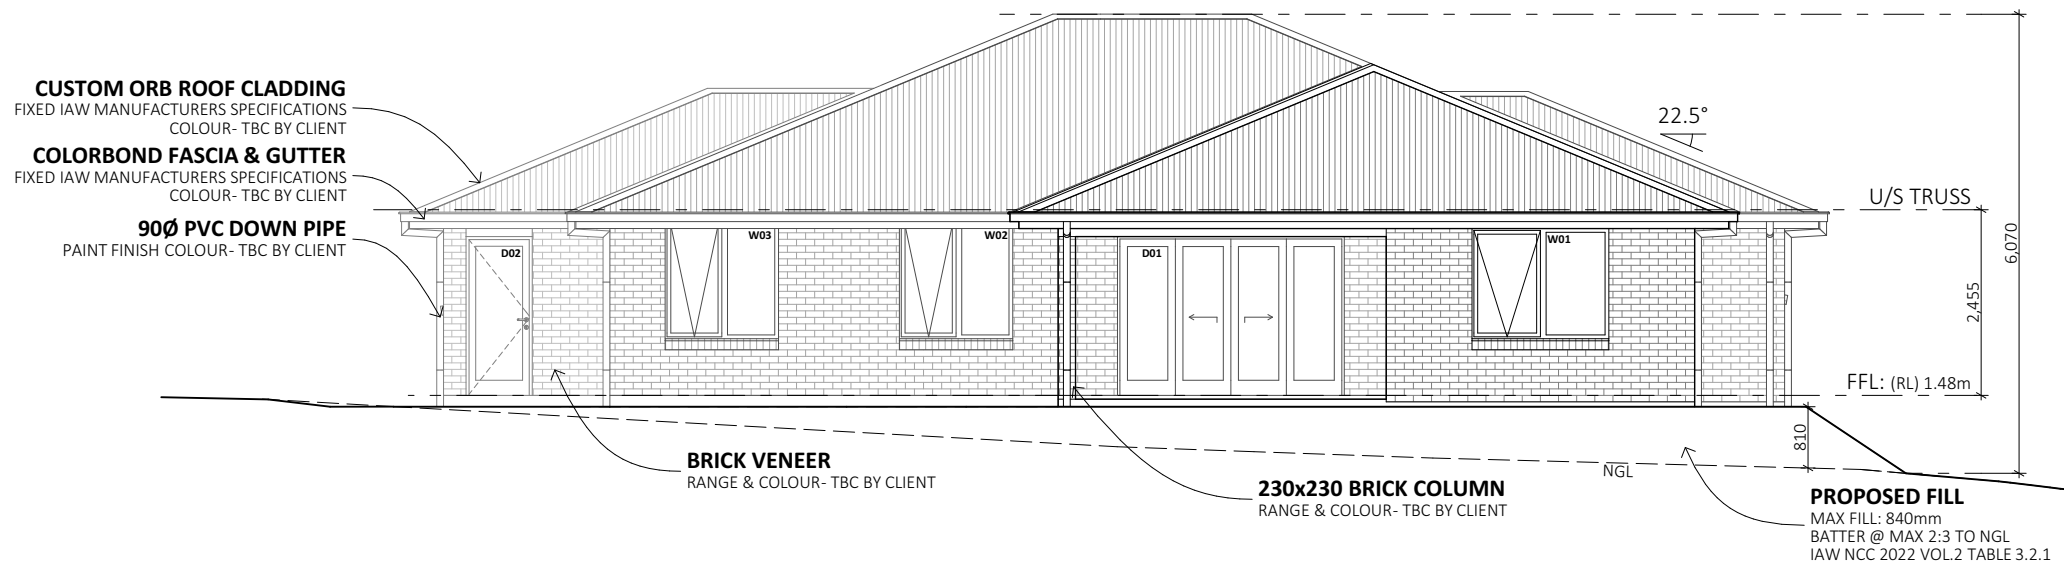 CUSTOM ORB ROOF CLADDING
FIXED IAW MANUFACTURERS SPECIFICATIONS
COLOUR- TBC BY CLIENT
COLORBOND FASCIA & GUTTER
FIXED IAW MANUFACTURERS SPECIFICATIONS
COLOUR- TBC BY CLIENT
90Ø PVC DOWN PIPE
PAINT FINISH COLOUR- TBC BY CLIENT
D02
W03
W02
D01
W01
22.5°
U/S TRUSS
6,070
2,455
FFL: (RL) 1.48m
810
NGL
BRICK VENEER
RANGE & COLOUR- TBC BY CLIENT
230x230 BRICK COLUMN
RANGE & COLOUR- TBC BY CLIENT
PROPOSED FILL
MAX FILL: 840mm
BATTER @ MAX 2:3 TO NGL
IAW NCC 2022 VOL.2 TABLE 3.2.1